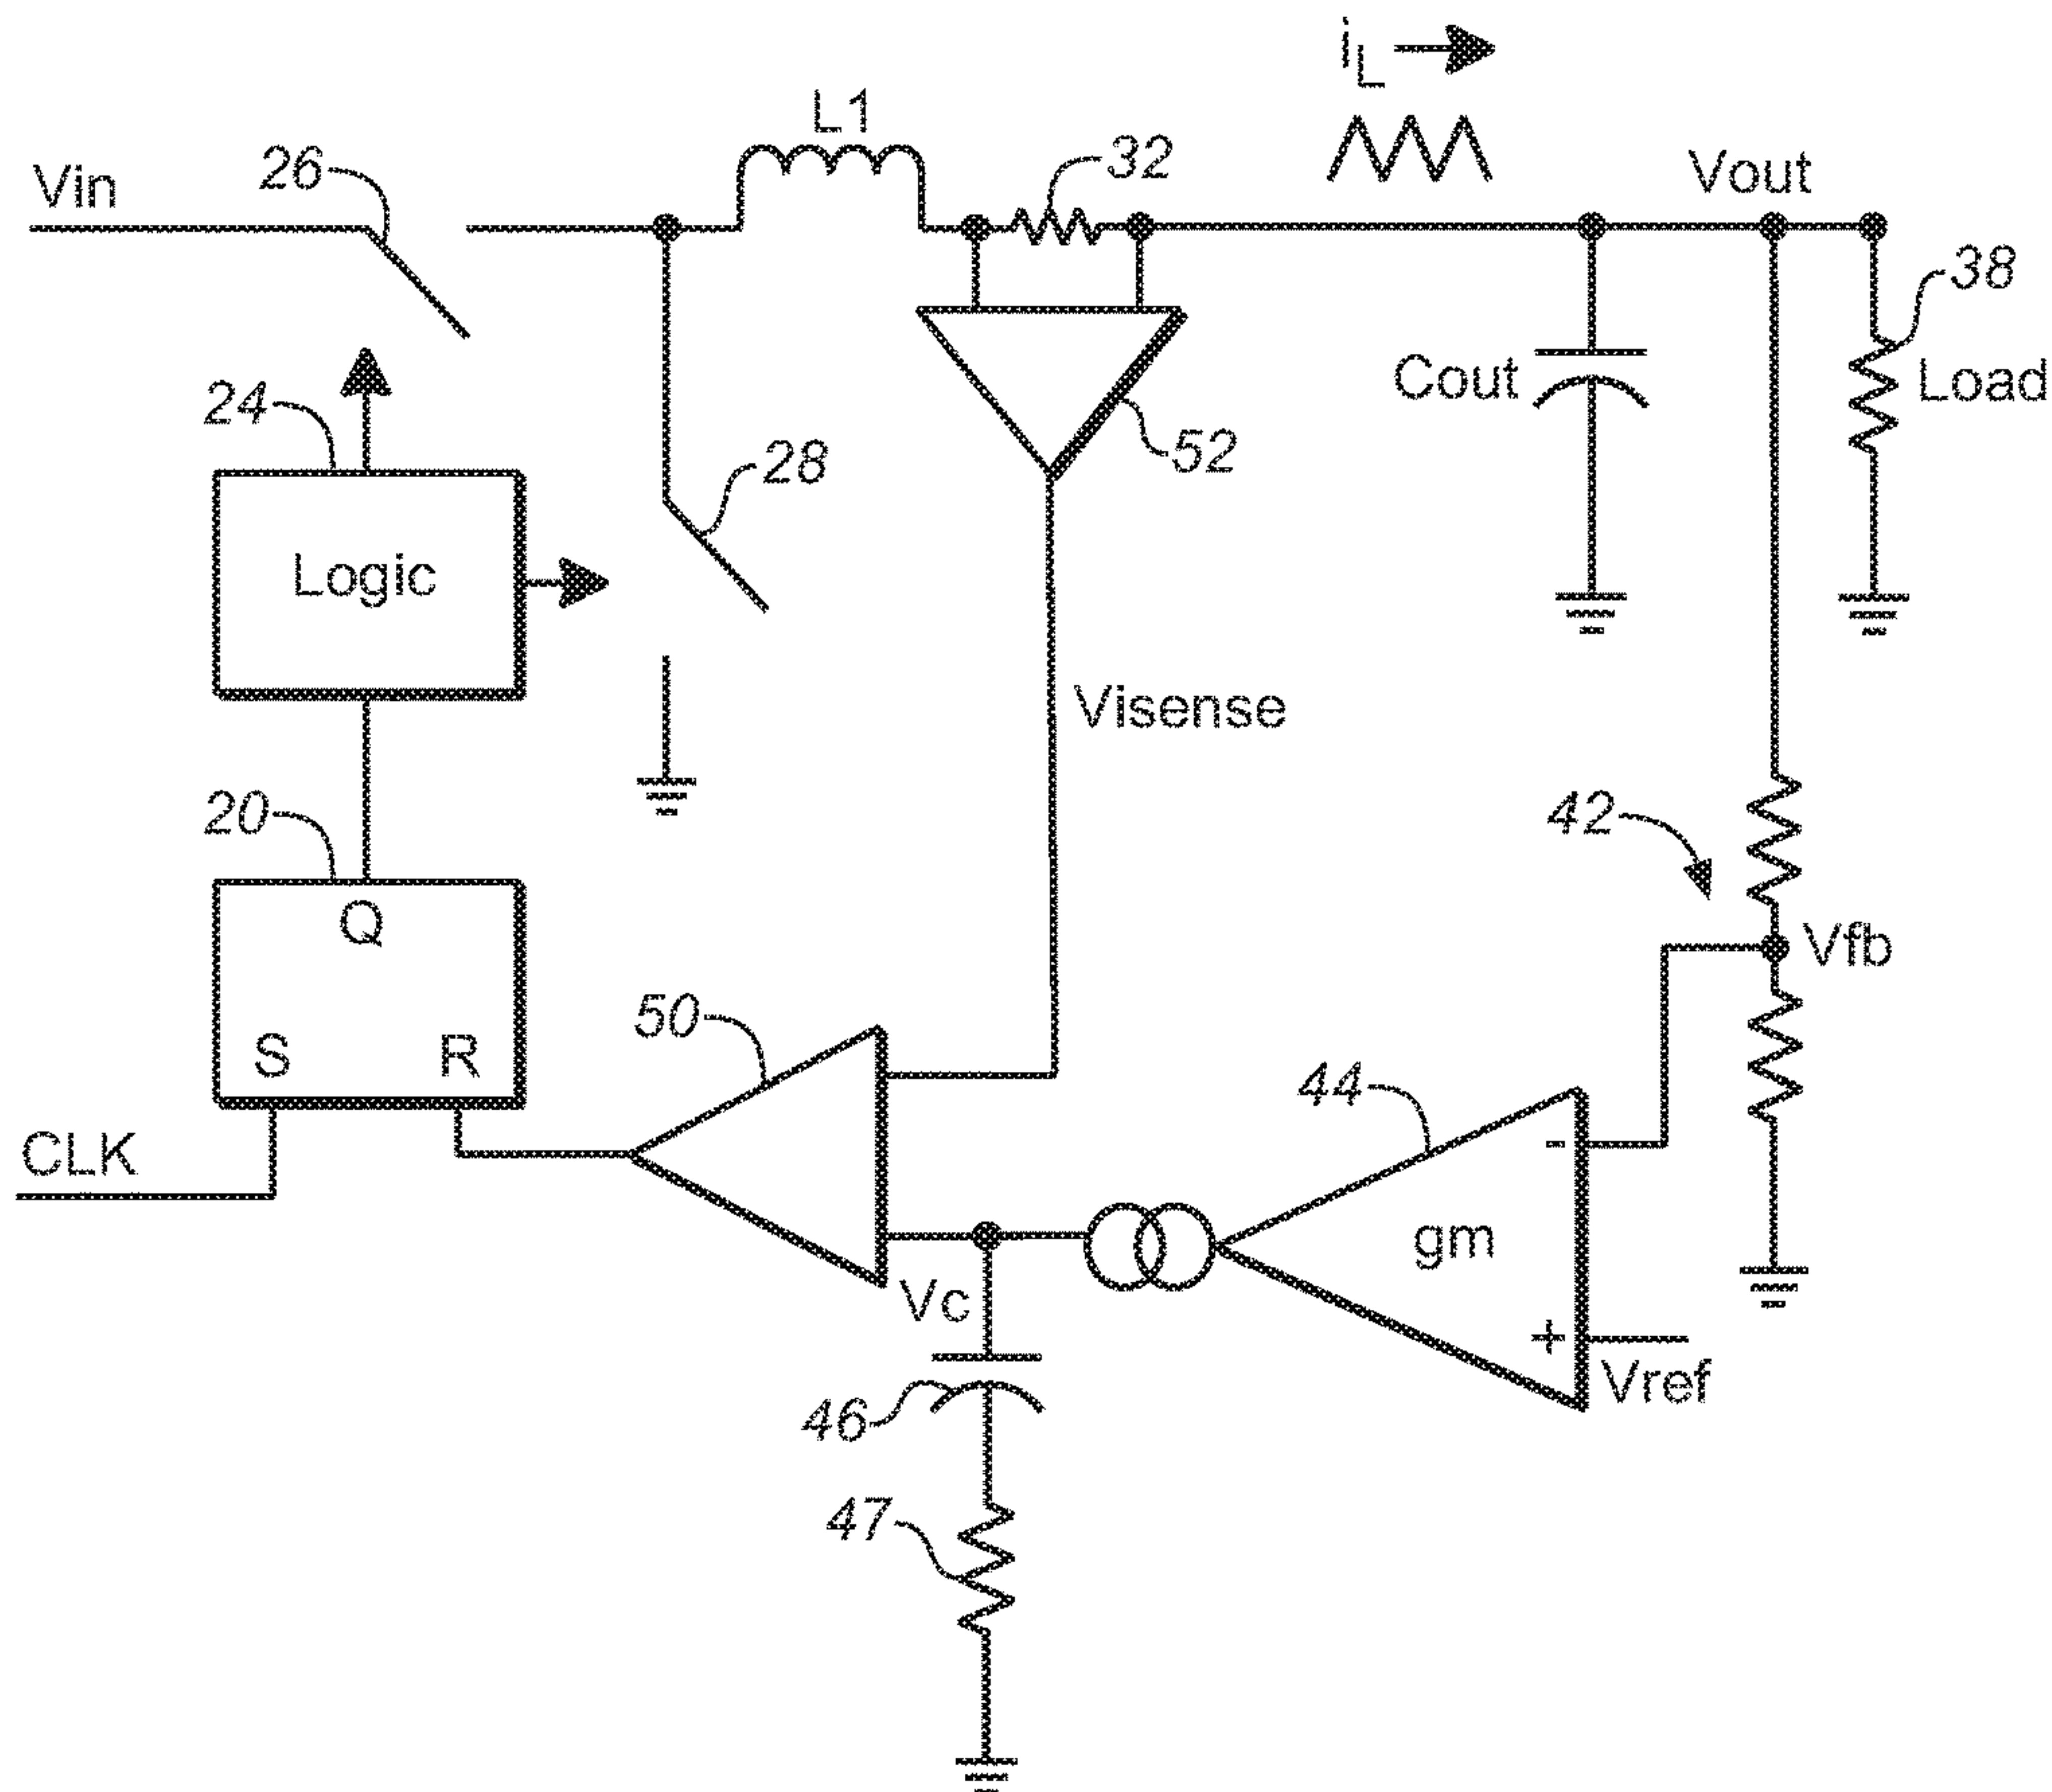 iL
L1
32
Vin
26
Vout
38
24
Cout
Load
52
28
Logic
Visense
20
42
Q
Vfb
50
S
R
44
CLK
-
gm
Vc
+
Vref
46
47